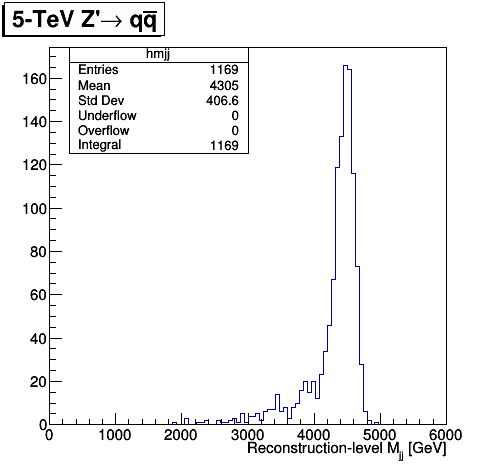 5-TeV Z'→ qq̅
hmjj
Entries 1169
Mean 4305
Std Dev 406.6
Underflow 0
Overflow 0
Integral 1169
160
140
120
100
80
60
40
20
0
0 1000 2000 3000 4000 5000 6000
Reconstruction-level Mjj [GeV]